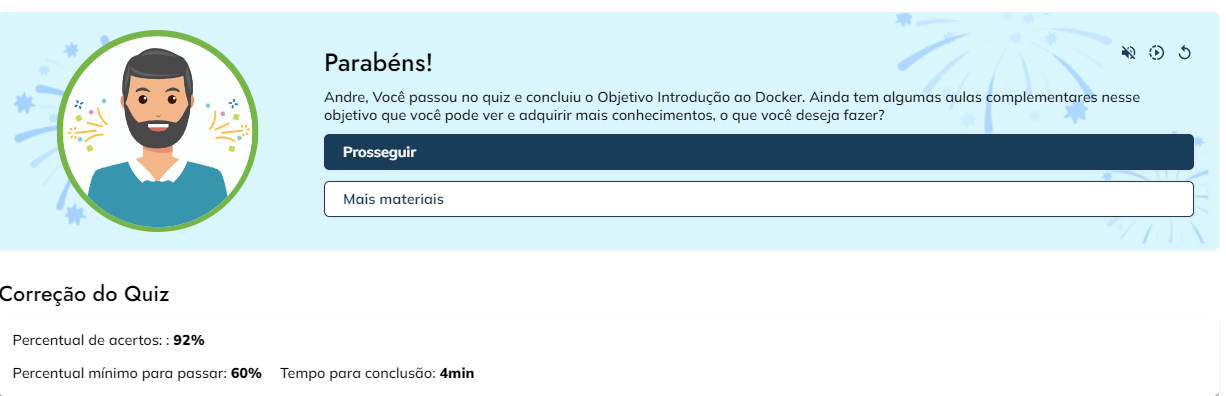 Parabéns!
Andre, Você passou no quiz e concluiu o Objetivo Introdução ao Docker. Ainda tem algumas aulas complementares nesse
objetivo que você pode ver e adquirir mais conhecimentos, o que você deseja fazer?
Prosseguir
Mais materiais
Correção do Quiz
Percentual de acertos: : 92%
Percentual mínimo para passar: 60% Tempo para conclusão: 4min